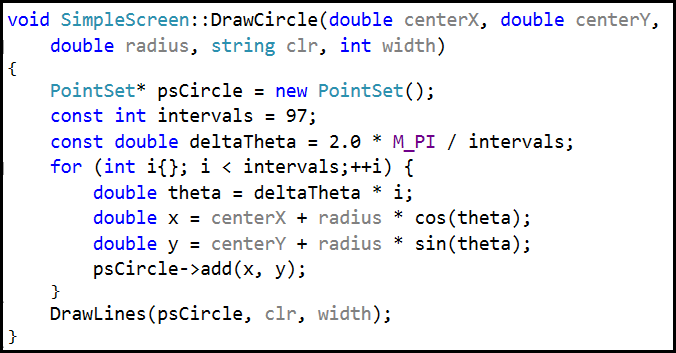 void SimpleScreen::DrawCircle(double centerX, double centerY,
    double radius, string clr, int width)
{
    PointSet* psCircle = new PointSet();
    const int intervals = 97;
    const double deltaTheta = 2.0 * M_PI / intervals;
    for (int i{}; i < intervals;++i) {
        double theta = deltaTheta * i;
        double x = centerX + radius * cos(theta);
        double y = centerY + radius * sin(theta);
        psCircle->add(x, y);
    }
    DrawLines(psCircle, clr, width);
}